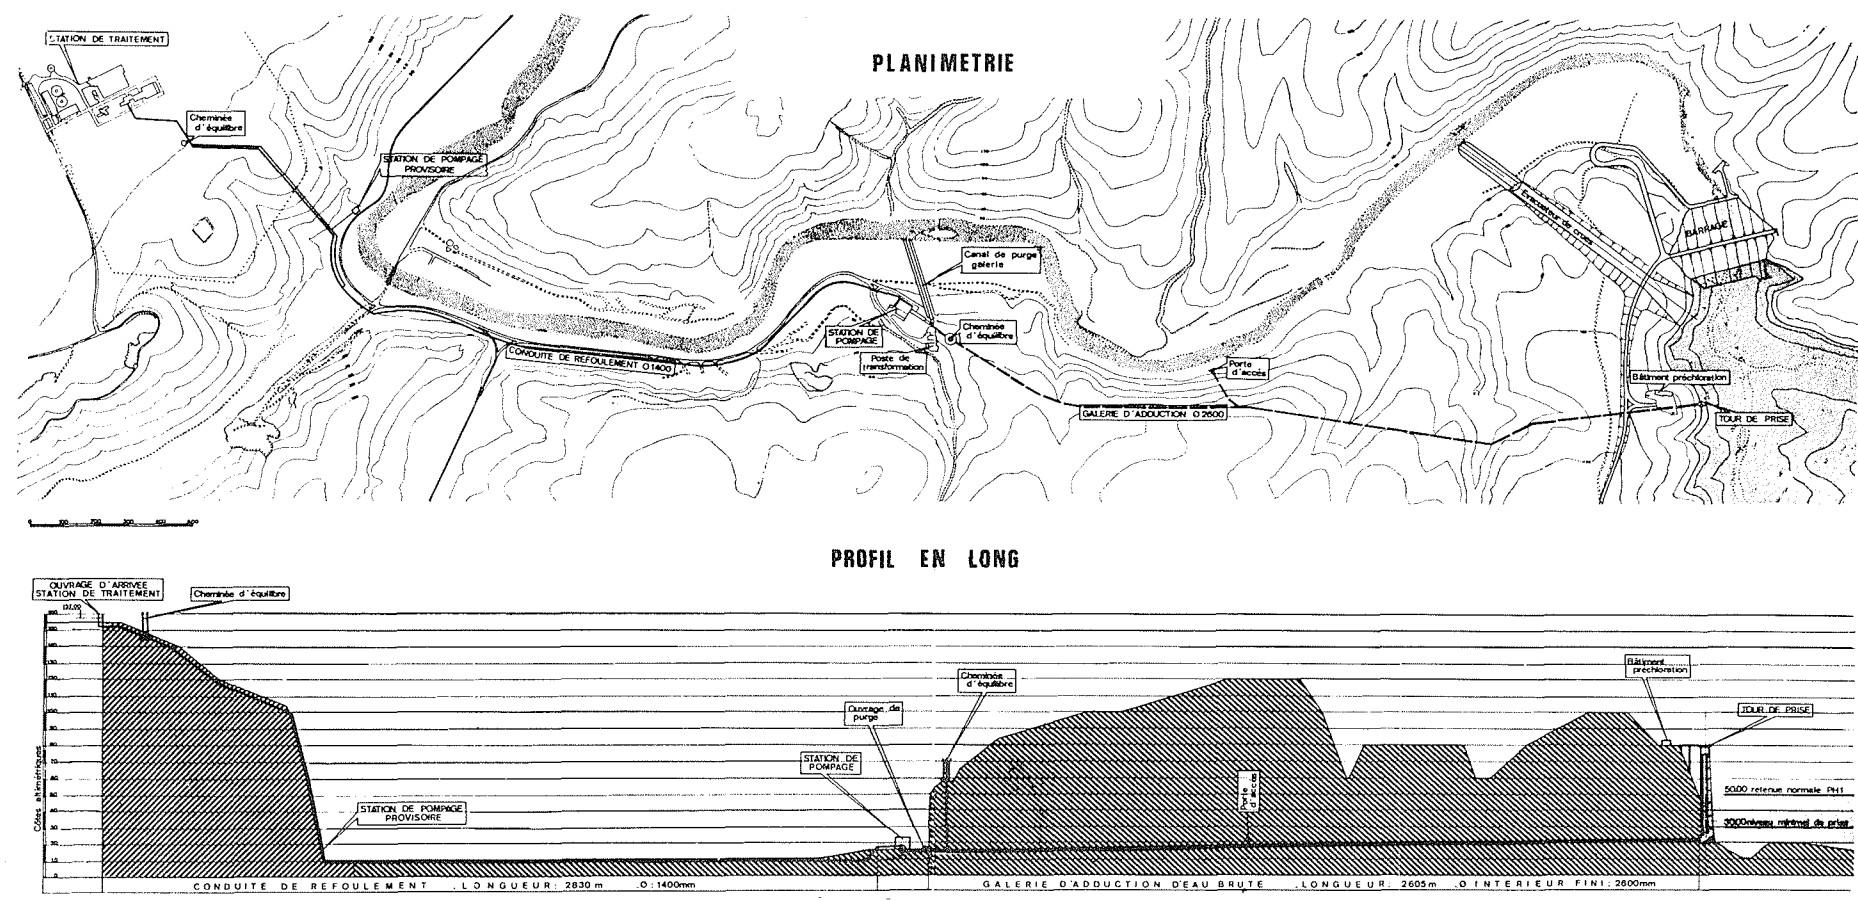 PLANIMETRIE
STATION DE TRAITEMENT
Cheminée
d'équilibre
STATION DE POMPAGE
PROVISOIRE
Canal de purge
galerie
Evacuateur de crues
BARRAGE
STATION DE
POMPAGE
Cheminée
d'équilibre
Poste de
transformation
CONDUITE DE REFOULEMENT O 1400
Porte
d'accès
GALERIE D'ADDUCTION O 2600
Bâtiment préchloration
TOUR DE PRISE
PROFIL EN LONG
OUVRAGE D'ARRIVEE
STATION DE TRAITEMENT
Cheminée d'équilibre
Cheminée
d'équilibre
Bâtiment
préchloration
Ouvrage de
purge
TOUR DE PRISE
STATION DE
POMPAGE
Côtes altimétriques
Porte
d'accès
STATION DE POMPAGE
PROVISOIRE
50.00 retenue normale PH1
30.00 niveau minimel de prise
CONDUITE DE REFOULEMENT .LONGUEUR: 2830 m .O:1400mm
GALERIE D'ADDUCTION D'EAU BRUTE .LONGUEUR: 2605m .O INTERIEUR FINI: 2600mm